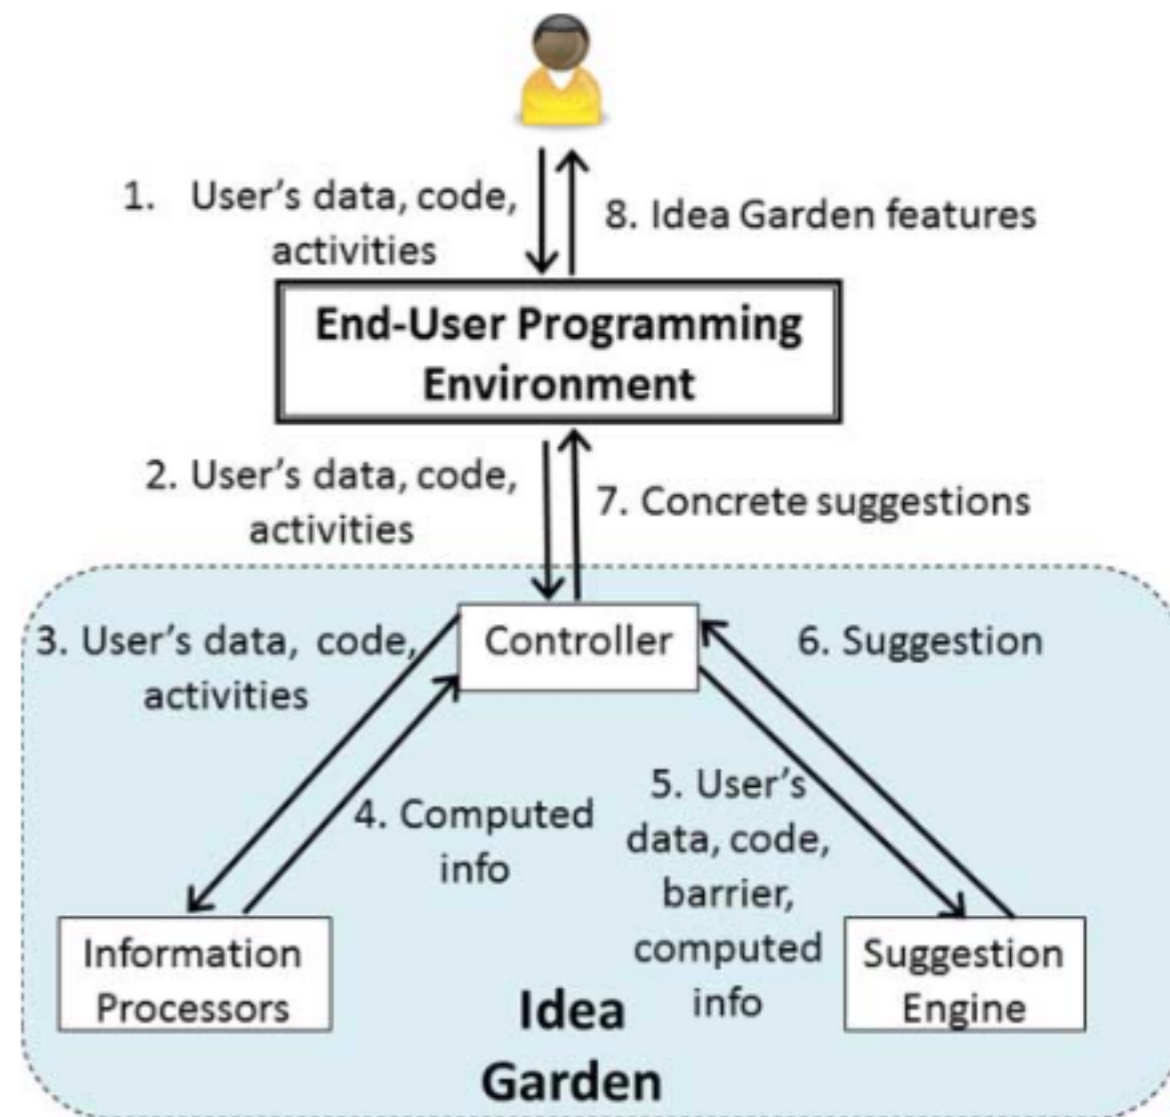 1. User's data, code,
activities
8. Idea Garden features
End-User Programming
Environment
2. User's data, code,
activities
7. Concrete suggestions
3. User's data, code,
activities
Controller
6. Suggestion
4. Computed
info
5. User's
data, code,
barrier,
computed
info
Information
Processors
Suggestion
Engine
Idea
Garden